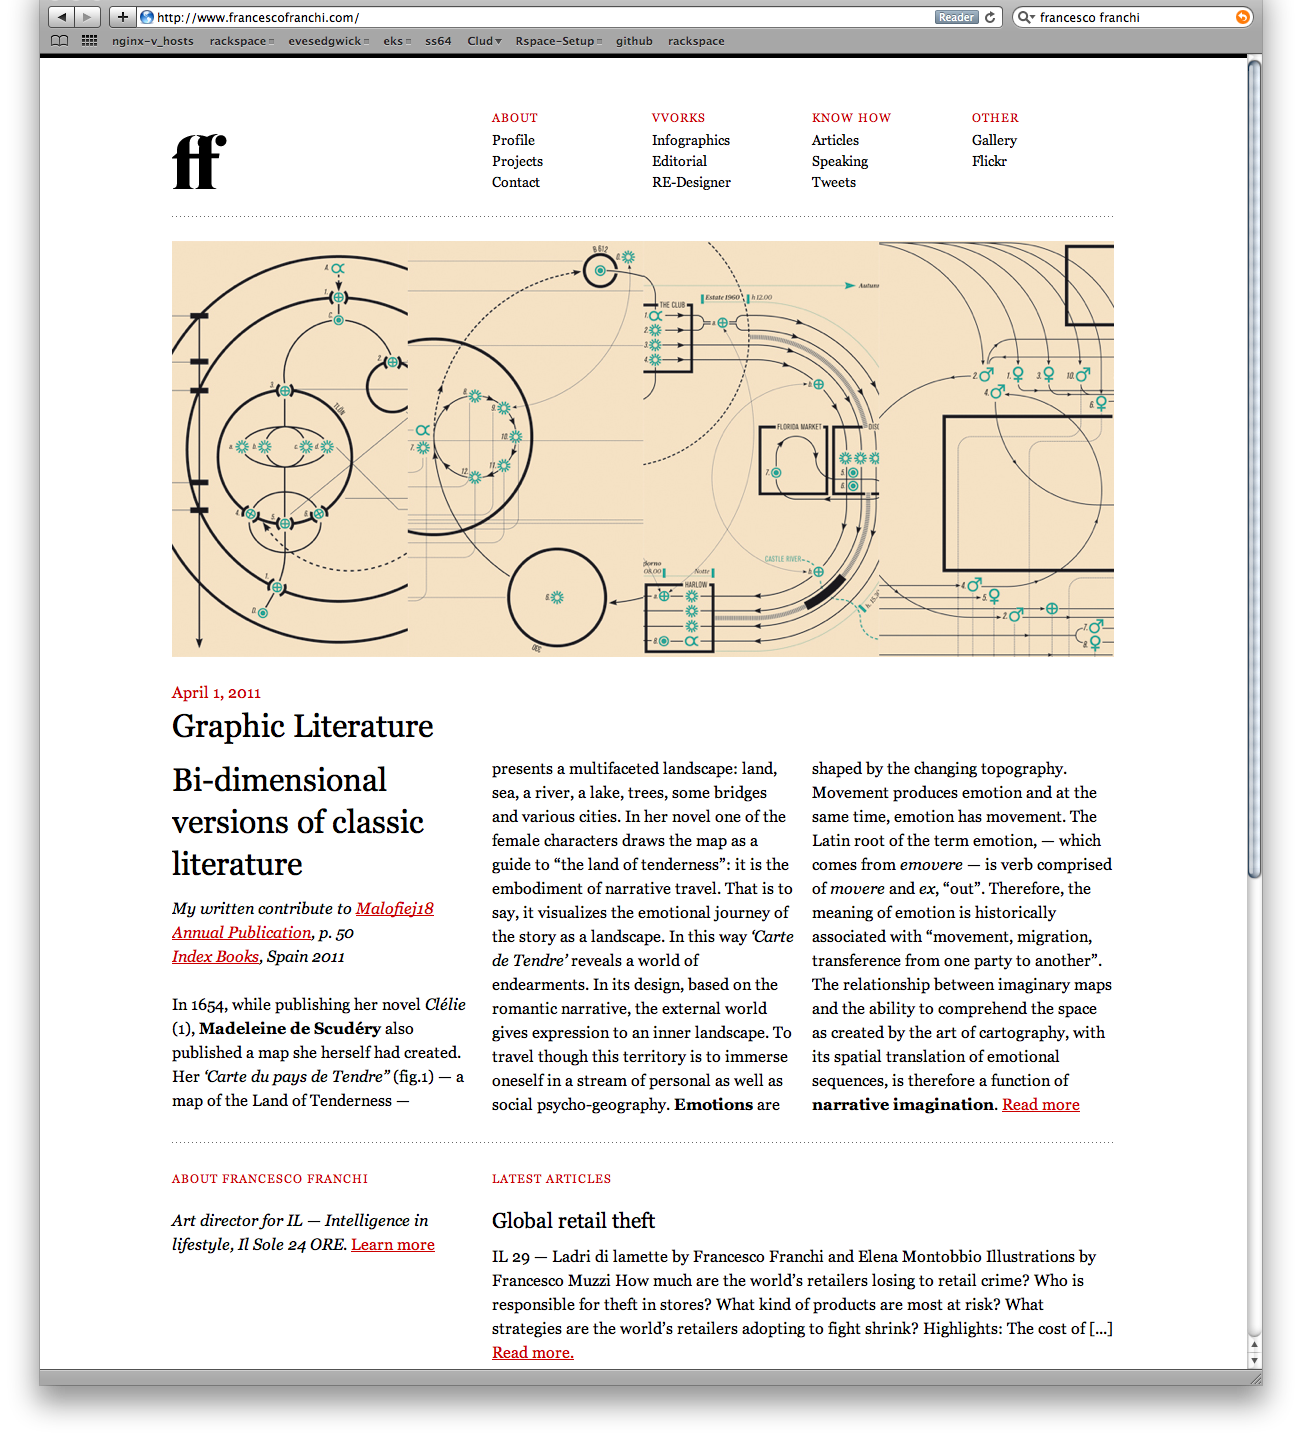 http://www.francescofranchi.com/
Reader
francesco franchi
nginx-v_hosts rackspace evesedgwick eks ss64 Clud Rspace-Setup github rackspace
ff
ABOUT
Profile
Projects
Contact
VVORKS
Infographics
Editorial
RE-Designer
KNOW HOW
Articles
Speaking
Tweets
OTHER
Gallery
Flickr
B 612
TLÖN
THE CLUB
Estate 1960
h 12.00
FLORIDA MARKET
CASTLE RIVER
Notte
HARLOW
April 1, 2011
Graphic Literature
Bi-dimensional
versions of classic
literature
My written contribute to Malofiej18
Annual Publication, p. 50
Index Books, Spain 2011
In 1654, while publishing her novel Clélie
(1), Madeleine de Scudéry also
published a map she herself had created.
Her ‘Carte du pays de Tendre” (fig.1) — a
map of the Land of Tenderness —
presents a multifaceted landscape: land,
sea, a river, a lake, trees, some bridges
and various cities. In her novel one of the
female characters draws the map as a
guide to “the land of tenderness”: it is the
embodiment of narrative travel. That is to
say, it visualizes the emotional journey of
the story as a landscape. In this way ‘Carte
de Tendre’ reveals a world of
endearments. In its design, based on the
romantic narrative, the external world
gives expression to an inner landscape. To
travel though this territory is to immerse
oneself in a stream of personal as well as
social psycho-geography. Emotions are
shaped by the changing topography.
Movement produces emotion and at the
same time, emotion has movement. The
Latin root of the term emotion, — which
comes from emovere — is verb comprised
of movere and ex, “out”. Therefore, the
meaning of emotion is historically
associated with “movement, migration,
transference from one party to another”.
The relationship between imaginary maps
and the ability to comprehend the space
as created by the art of cartography, with
its spatial translation of emotional
sequences, is therefore a function of
narrative imagination. Read more
ABOUT FRANCESCO FRANCHI
Art director for IL — Intelligence in
lifestyle, Il Sole 24 ORE. Learn more
LATEST ARTICLES
Global retail theft
IL 29 — Ladri di lamette by Francesco Franchi and Elena Montobbio Illustrations by
Francesco Muzzi How much are the world’s retailers losing to retail crime? Who is
responsible for theft in stores? What kind of products are most at risk? What
strategies are the world’s retailers adopting to fight shrink? Highlights: The cost of [...]
Read more.